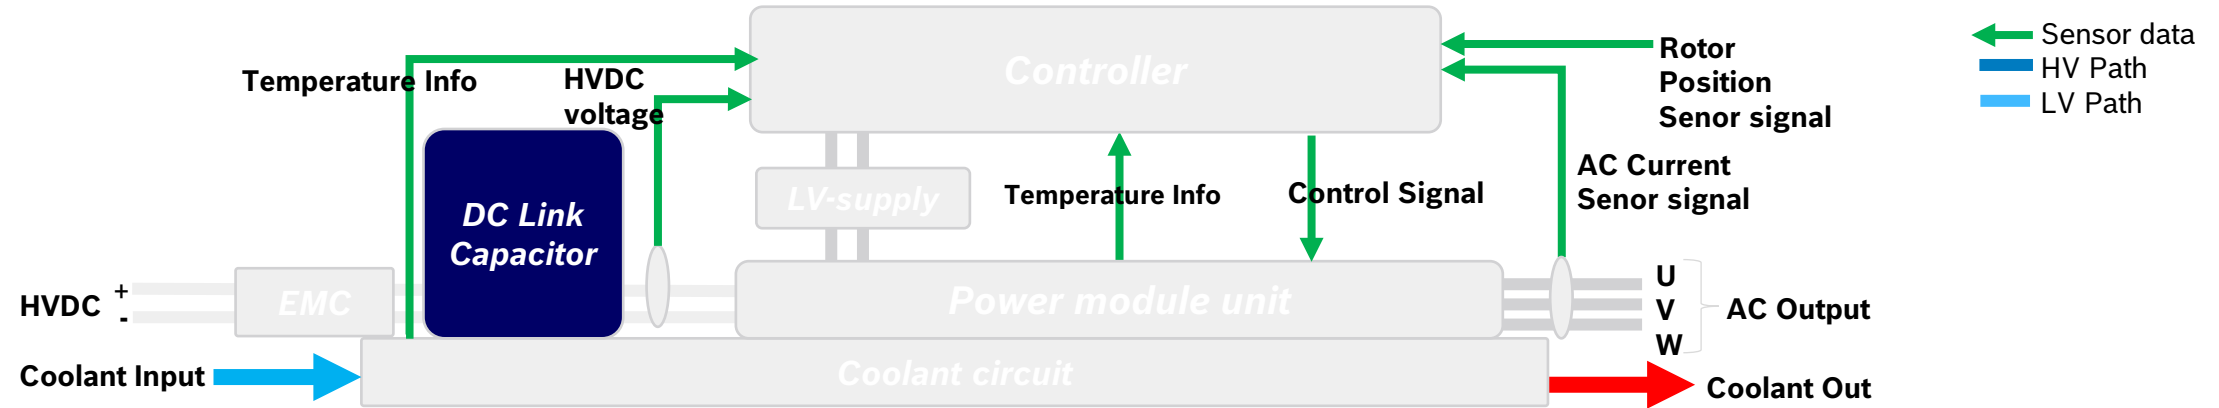 Temperature Info
HVDC
voltage
Controller
Rotor
Position
Senor signal
Sensor data
HV Path
LV Path
DC Link
Capacitor
LV-supply
Temperature Info
Control Signal
AC Current
Senor signal
HVDC
+
-
EMC
Power module unit
U
V
W
AC Output
Coolant Input
Coolant circuit
Coolant Out